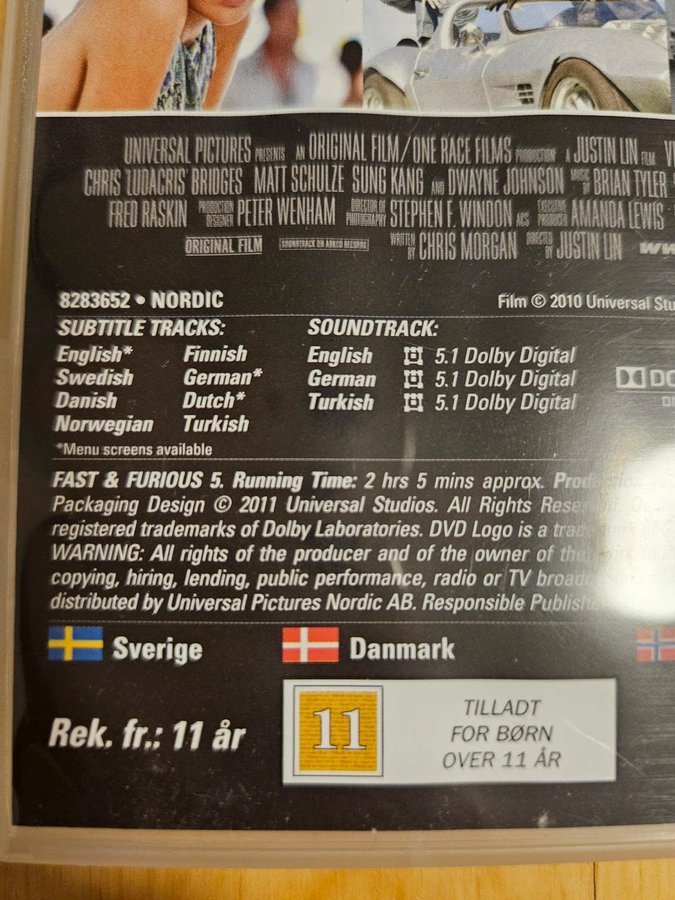 UNIVERSAL PICTURES PRESENTS AN ORIGINAL FILM / ONE RACE FILMS PRODUCTION A JUSTIN LIN FILM
CHRIS 'LUDACRIS' BRIDGES MATT SCHULZE SUNG KANG AND DWAYNE JOHNSON MUSIC BY BRIAN TYLER
FRED RASKIN PRODUCTION DESIGNER PETER WENHAM DIRECTOR OF PHOTOGRAPHY STEPHEN F. WINDON ACS EXECUTIVE PRODUCER AMANDA LEWIS
ORIGINAL FILM SOUNDTRACK ON RECORDS WRITTEN BY CHRIS MORGAN DIRECTED BY JUSTIN LIN
8283652 • NORDIC Film © 2010 Universal Stu
SUBTITLE TRACKS: SOUNDTRACK:
English* Finnish English 5.1 Dolby Digital
Swedish German* German 5.1 Dolby Digital
Danish Dutch* Turkish 5.1 Dolby Digital
Norwegian Turkish
*Menu screens available
FAST & FURIOUS 5. Running Time: 2 hrs 5 mins approx.
Packaging Design © 2011 Universal Studios. All Rights
registered trademarks of Dolby Laboratories. DVD Logo is a
WARNING: All rights of the producer and of the owner of the
copying, hiring, lending, public performance, radio or TV
distributed by Universal Pictures Nordic AB. Responsible
Sverige Danmark
Rek. fr.: 11 år
11
TILLADT
FOR BØRN
OVER 11 ÅR